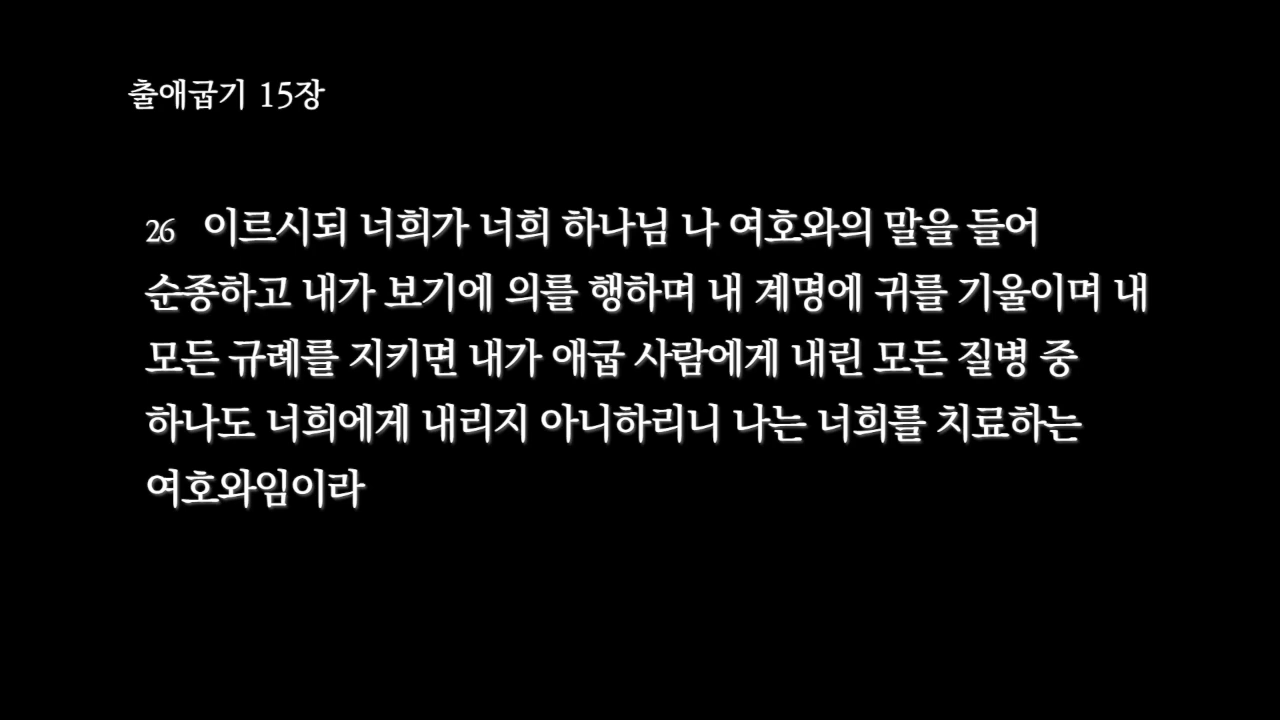 출애굽기 15장
26 이르시되 너희가 너희 하나님 나 여호와의 말을 들어
순종하고 내가 보기에 의를 행하며 내 계명에 귀를 기울이며 내
모든 규례를 지키면 내가 애굽 사람에게 내린 모든 질병 중
하나도 너희에게 내리지 아니하리니 나는 너희를 치료하는
여호와임이라